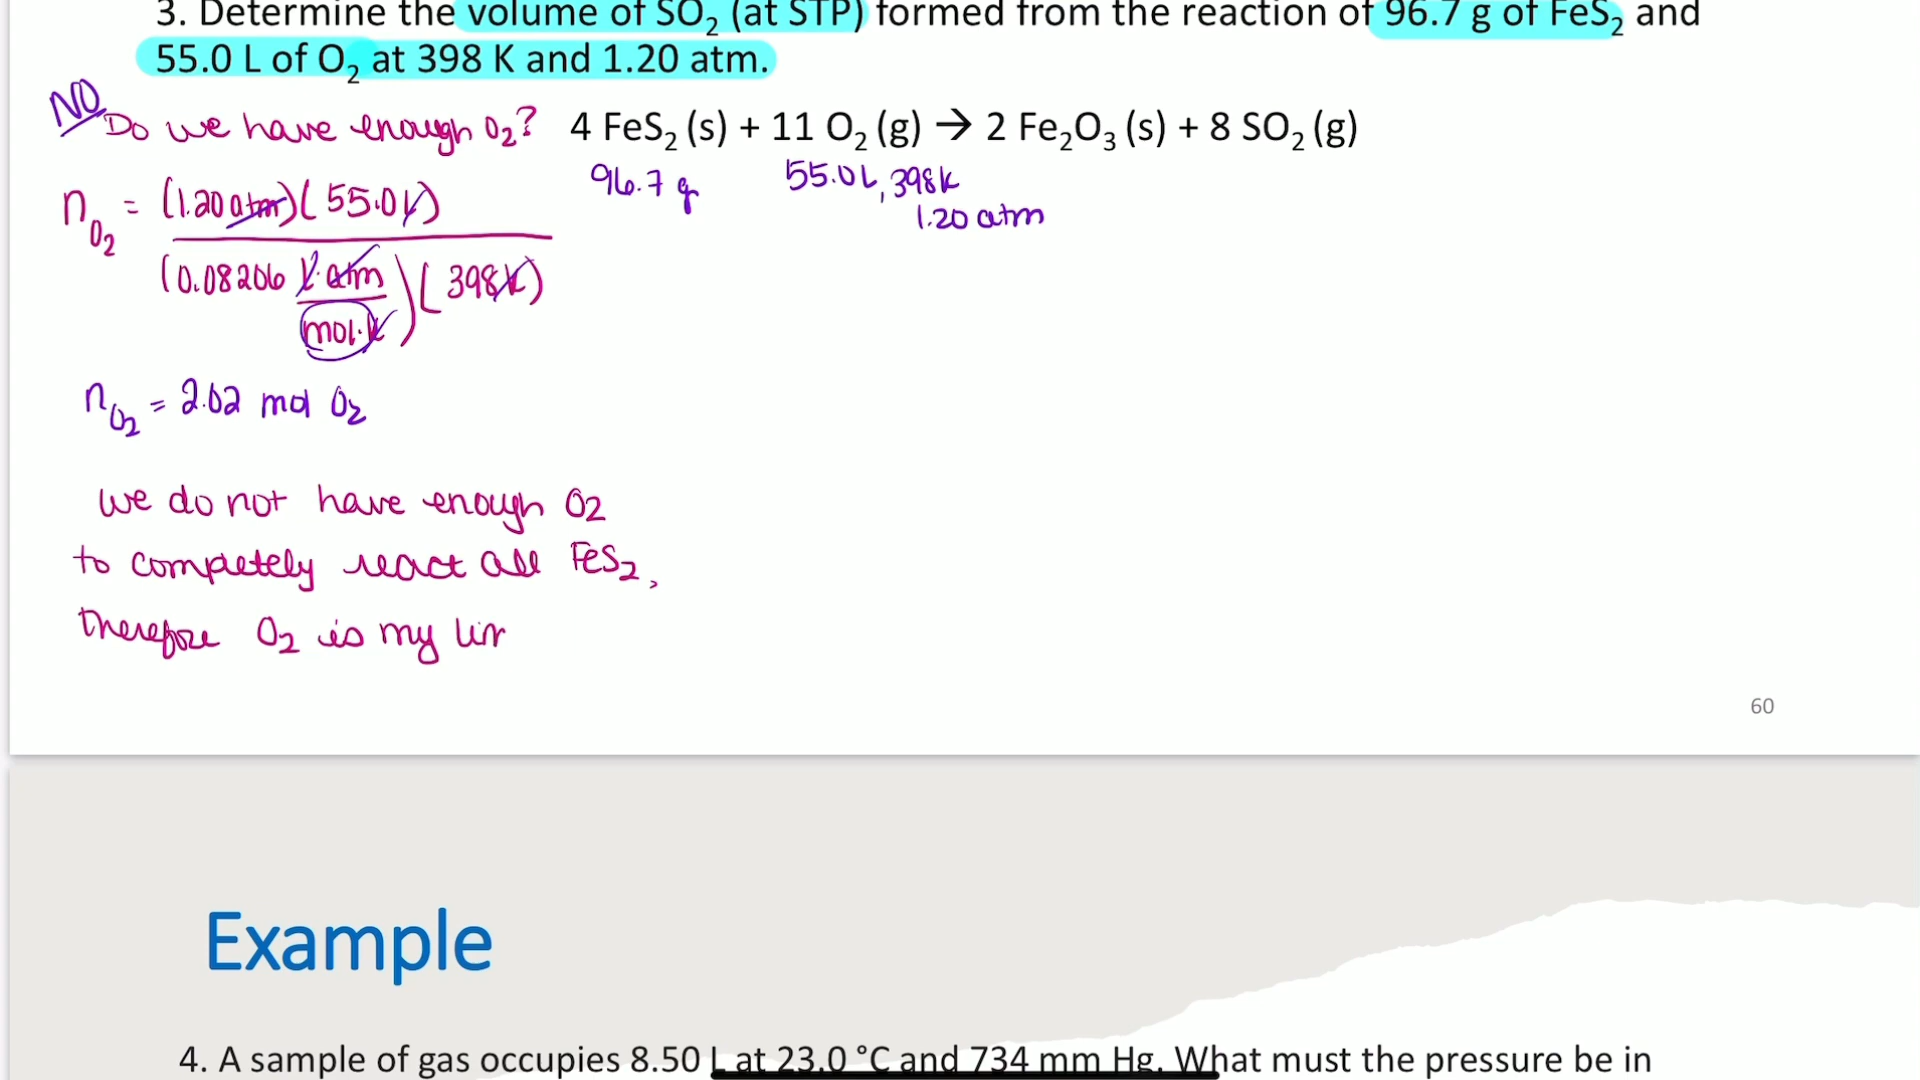 3. Determine the volume of SO₂ (at STP) formed from the reaction of 96.7 g of FeS₂ and
55.0 L of O₂ at 398 K and 1.20 atm.
NO
Do we have enough O₂?
4 FeS₂ (s) + 11 O₂ (g) → 2 Fe₂O₃ (s) + 8 SO₂ (g)
96.7 g
55.0L, 398K
1.20 atm
n_O₂ = (1.20 atm)(55.0 L)
(0.08206 L·atm / mol·K)(398K)
n_O₂ = 2.02 mol O₂
we do not have enough O₂
to completely react all FeS₂,
therefore O₂ is my lim
60
Example
4. A sample of gas occupies 8.50 L at 23.0 °C and 734 mm Hg. What must the pressure be in